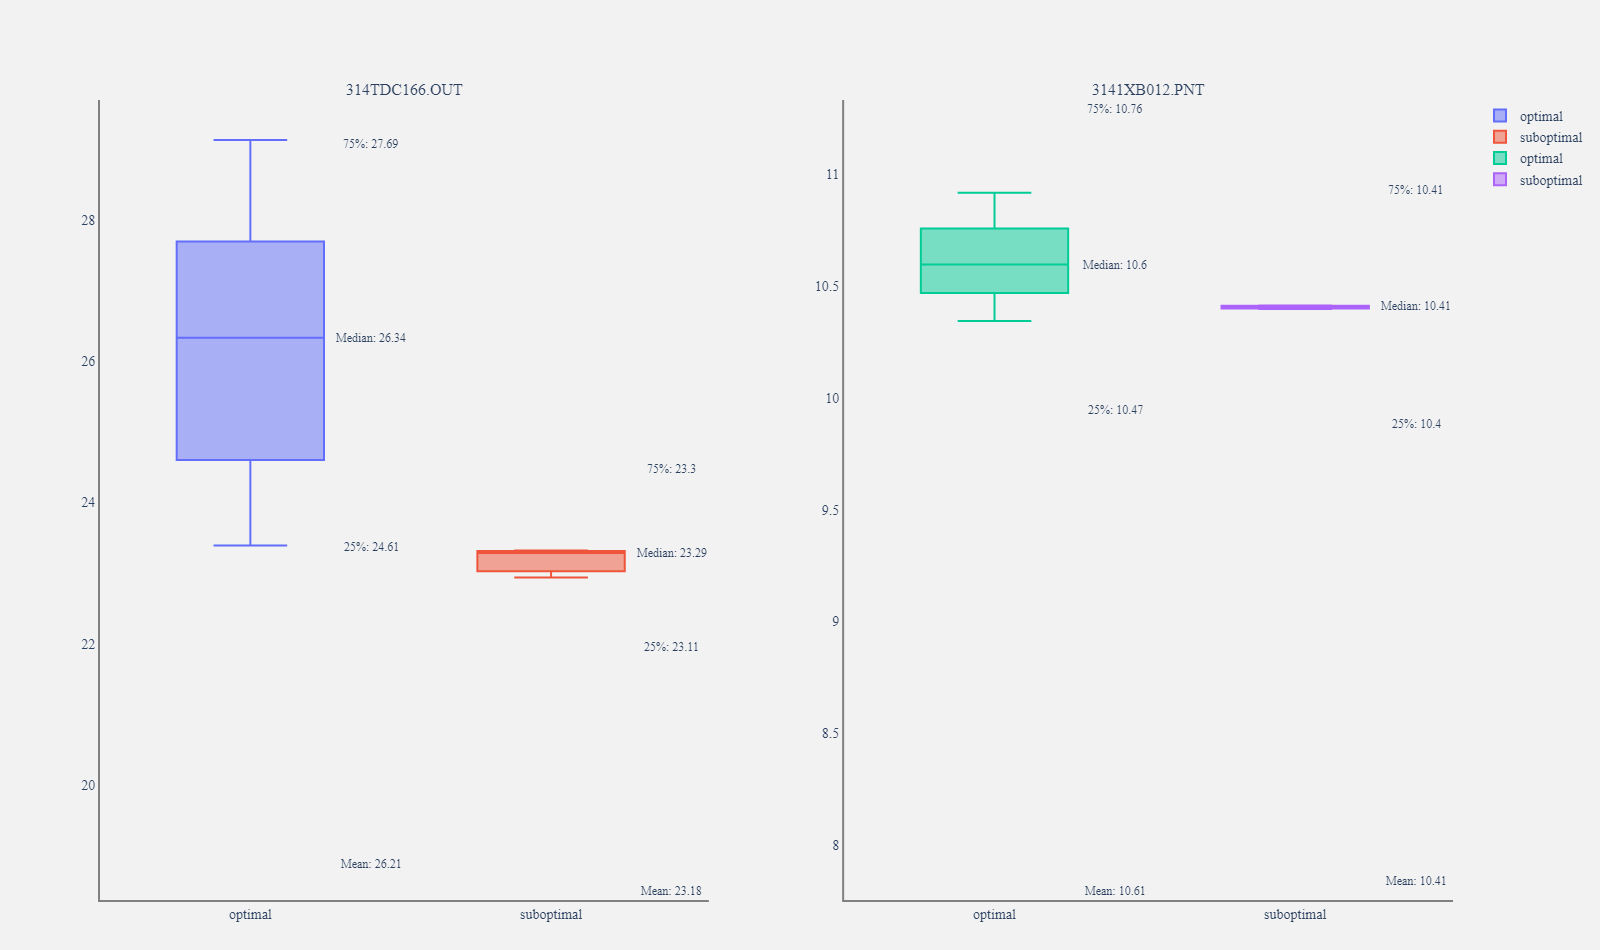 314TDC166.OUT
75%: 27.69
28
Median: 26.34
26
75%: 23.3
24
25%: 24.61
Median: 23.29
22
25%: 23.11
20
Mean: 26.21
Mean: 23.18
optimal
suboptimal
3141XB012.PNT
75%: 10.76
11
75%: 10.41
Median: 10.6
10.5
Median: 10.41
10
25%: 10.47
25%: 10.4
9.5
9
8.5
8
Mean: 10.41
Mean: 10.61
optimal
suboptimal
optimal
suboptimal
optimal
suboptimal